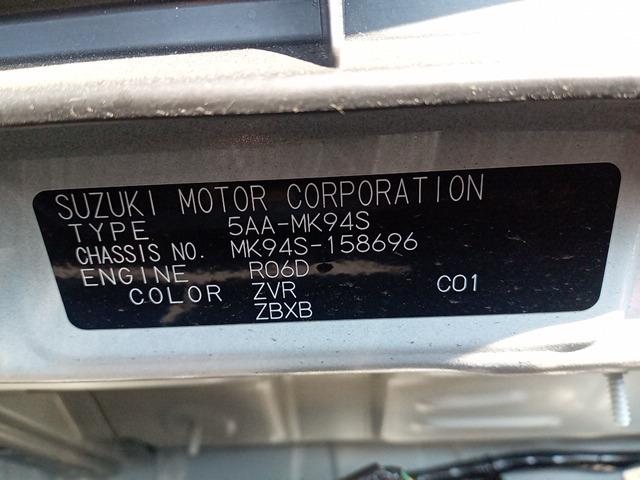 SUZUKI MOTOR CORPORATION
TYPE 5AA-MK94S
CHASSIS NO. MK94S-158696
ENGINE R06D
COLOR ZVR C01
ZBXB